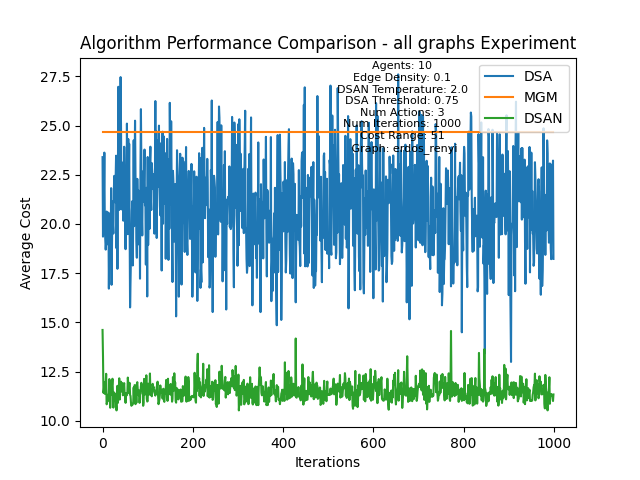 Algorithm Performance Comparison - all graphs Experiment
Agents: 10
Edge Density: 0.1
DSAN Temperature: 2.0
DSA Threshold: 0.75
Num Actions: 3
Num Iterations: 1000
Cost Range: 51
Graph: erdos_renyi
DSA
MGM
DSAN
27.5
25.0
22.5
20.0
17.5
15.0
12.5
10.0
Average Cost
0
200
400
600
800
1000
Iterations